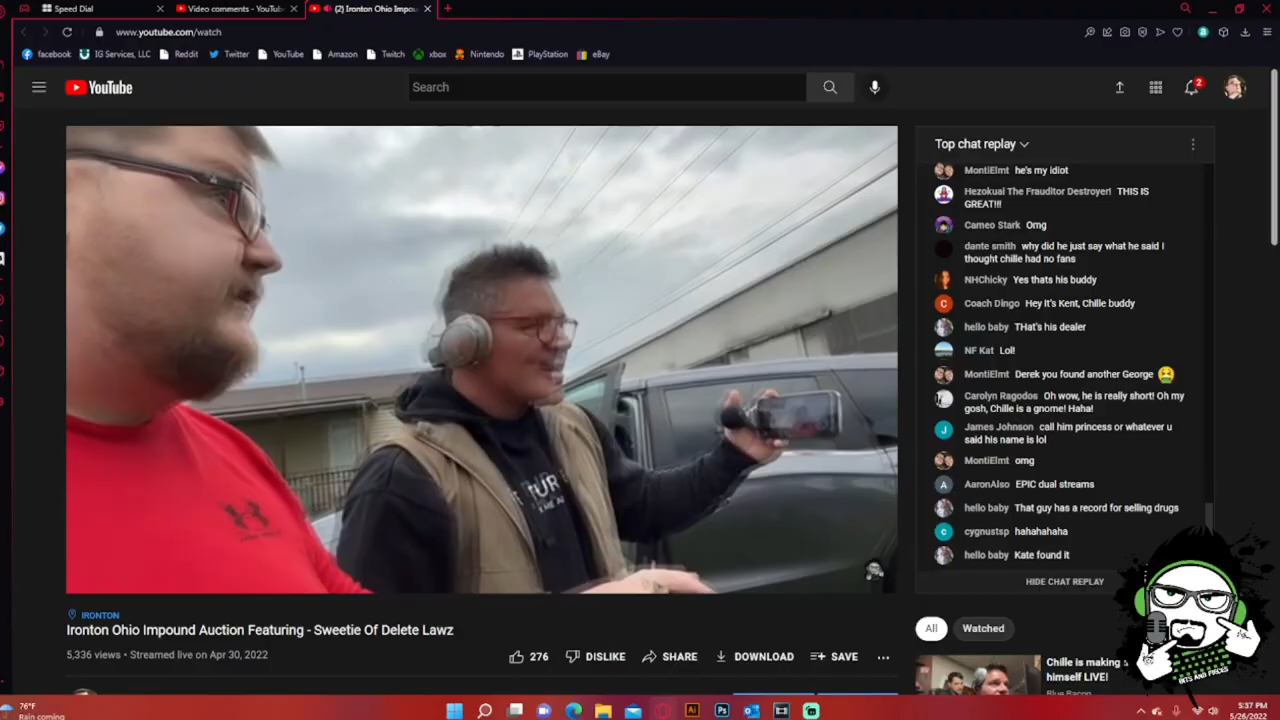 Speed Dial
Video comments - YouTu
(2) Ironton Ohio Impou
www.youtube.com/watch
facebook
IG Services, LLC
Reddit
Twitter
YouTube
Amazon
Twitch
xbox
Nintendo
PlayStation
eBay
YouTube
Search
2
Top chat replay
MontiElmt he's my idiot
Hezokuai The Frauditor Destroyer! THIS IS
GREAT!!!
Cameo Stark Omg
dante smith why did he just say what he said I
thought chille had no fans
NHChicky Yes thats his buddy
Coach Dingo Hey It's Kent, Chille buddy
hello baby THat's his dealer
NF Kat Lol!
MontiElmt Derek you found another George
Carolyn Ragodos Oh wow, he is really short! Oh my
gosh, Chille is a gnome! Haha!
James Johnson call him princess or whatever u
said his name is lol
MontiElmt omg
AaronAlso EPIC dual streams
hello baby That guy has a record for selling drugs
cygnustsp hahahahaha
hello baby Kate found it
HIDE CHAT REPLAY
IRONTON
Ironton Ohio Impound Auction Featuring - Sweetie Of Delete Lawz
5,336 views • Streamed live on Apr 30, 2022
276
DISLIKE
SHARE
DOWNLOAD
SAVE
All
Watched
Chille is making
himself LIVE!
Blue Bacon
BITS AND PIECES
76°F
Rain coming
5:37 PM
5/26/2022